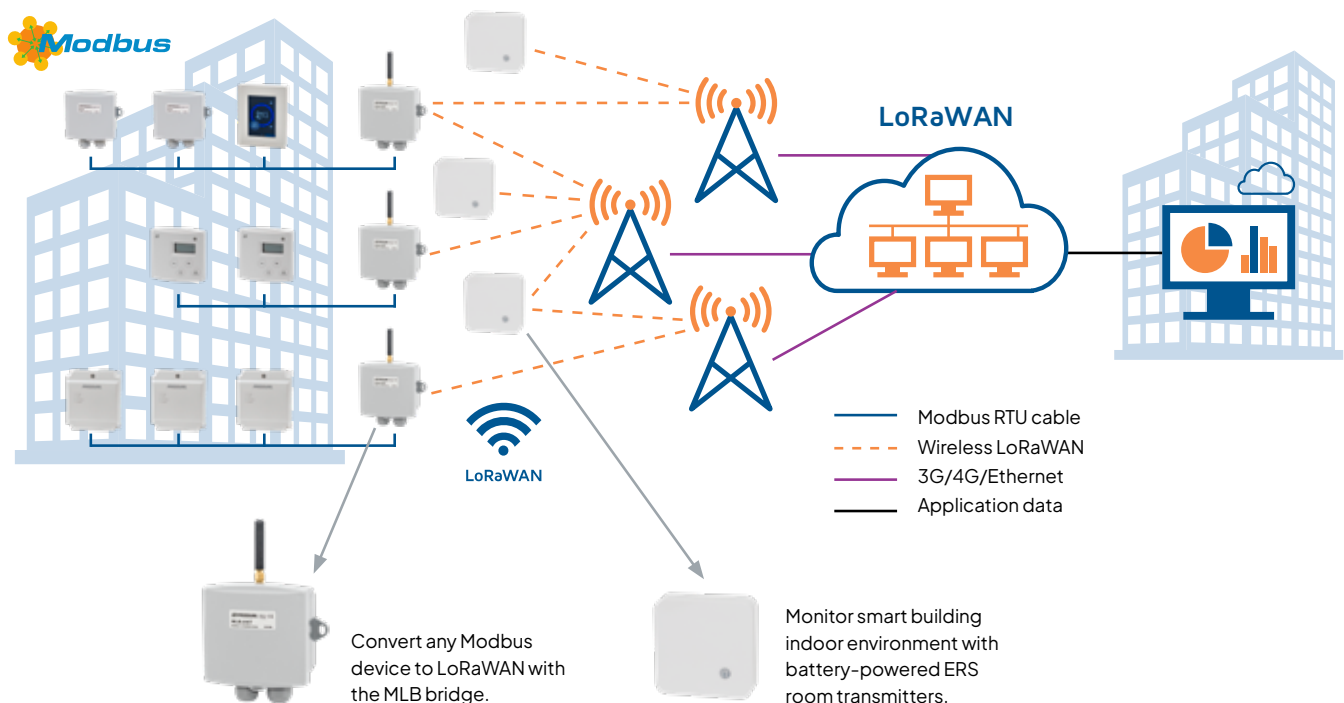 Modbus
LoRaWAN
LoRaWAN
Modbus RTU cable
Wireless LoRaWAN
3G/4G/Ethernet
Application data
Convert any Modbus
device to LoRaWAN with
the MLB bridge.
Monitor smart building
indoor environment with
battery-powered ERS
room transmitters.